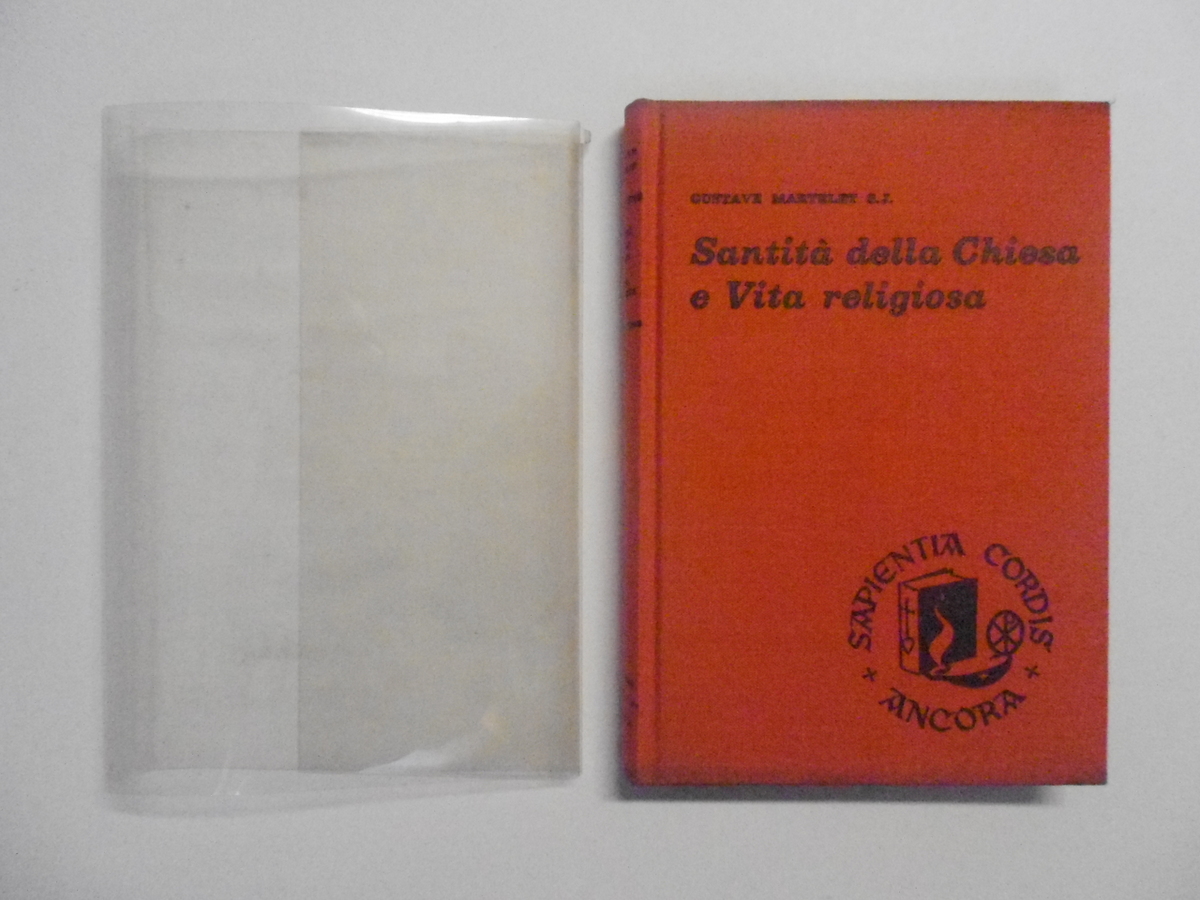 GUSTAVE MARTELET S.J.
Santità della Chiesa
e Vita religiosa
SAPIENTIA CORDIS
ANCORA